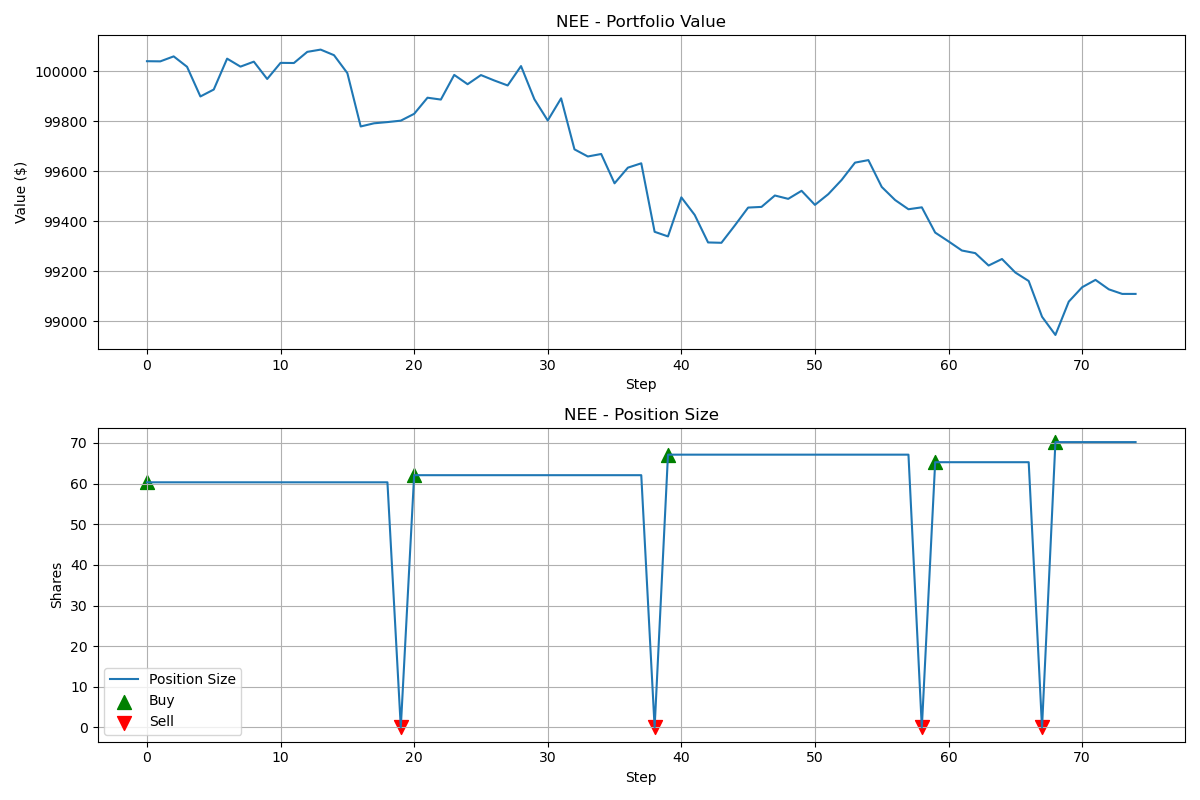 NEE - Portfolio Value
Value ($)
100000
99800
99600
99400
99200
99000
0 10 20 30 40 50 60 70
Step
NEE - Position Size
Shares
70
60
50
40
30
20
10
0
Position Size
Buy
Sell
0 10 20 30 40 50 60 70
Step